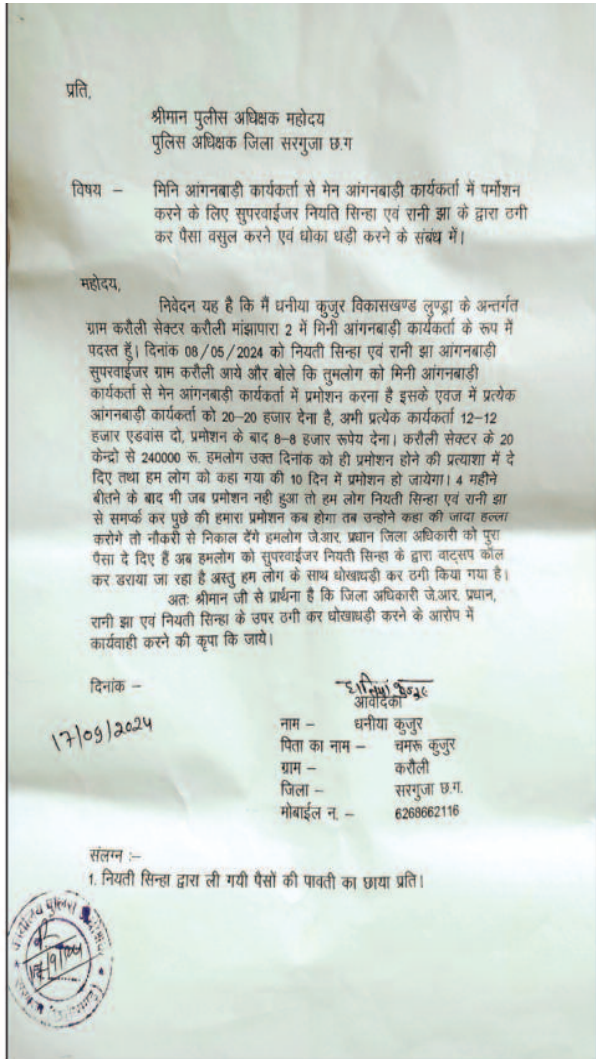 प्रति,
श्रीमान पुलीस अधिक्षक महोदय
पुलिस अधिक्षक जिला सरगुजा छ.ग
विषय – मिनि आंगनबाड़ी कार्यकर्ता से मेन आंगनबाड़ी कार्यकर्ता में पर्मोशन
करने के लिए सुपरवाईजर नियति सिन्हा एवं रानी झा के द्वारा ठगी
कर पैसा वसुल करने एवं धोका धड़ी करने के संबंध में।
महोदय,
निवेदन यह है कि मैं धनीया कुजुर विकासखण्ड लुण्ड्रा के अन्तर्गत
ग्राम करौली सेक्टर करौली मांझापारा 2 में मिनी आंगनबाड़ी कार्यकर्ता के रूप में
पदस्त हुँ। दिनांक 08/05/2024 को नियती सिन्हा एवं रानी झा आंगनबाड़ी
सुपरवाईजर ग्राम करौली आये और बोले कि तुमलोग को मिनी आंगनबाड़ी
कार्यकर्ता से मेन आंगनबाड़ी कार्यकर्ता में प्रमोशन करना है इसके एवज में प्रत्येक
आंगनबाड़ी कार्यकर्ता को 20–20 हजार देना है, अभी प्रत्येक कार्यकर्ता 12–12
हजार एडवांस दो, प्रमोशन के बाद 8–8 हजार रूपेय देना। करौली सेक्टर के 20
केन्द्रो से 240000 रू. हमलोग उक्त दिनांक को ही प्रमोशन होने की प्रत्याशा में दे
दिए तथा हम लोग को कहा गया की 10 दिन में प्रमोशन हो जायेगा। 4 महीने
बीतने के बाद भी जब प्रमोशन नही हुआ तो हम लोग नियती सिन्हा एवं रानी झा
से सम्पर्क कर पुछे की हमारा प्रमोशन कब होगा तब उन्होने कहा की जादा हल्ला
करोगे तो नौकरी से निकाल देंगे हमलोग जे.आर. प्रधान जिला अधिकारी को पुरा
पैसा दे दिए हैं अब हमलोग को सुपरवाईजर नियती सिन्हा के द्वारा वाट्सप कॉल
कर डराया जा रहा है अस्तु हम लोग के साथ धोखाधड़ी कर ठगी किया गया है।
अतः श्रीमान जी से प्रार्थना है कि जिला अधिकारी जे.आर. प्रधान,
रानी झा एवं नियती सिन्हा के उपर ठगी कर धोखाधड़ी करने के आरोप में
कार्यवाही करने की कृपा कि जाये।
दिनांक –
17/09/2024
धनिया कुजुर
आवेदिका
नाम – धनीया कुजुर
पिता का नाम – चमरू कुजुर
ग्राम – करौली
जिला – सरगुजा छ.ग.
मोबाईल न. – 6268662116
संलग्न :–
1. नियती सिन्हा द्वारा ली गयी पैसों की पावती का छाया प्रति।